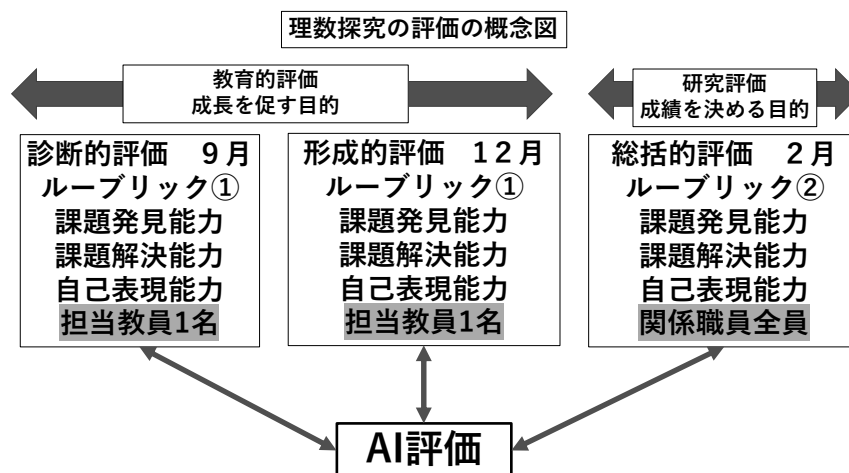 理数探究の評価の概念図
教育的評価
成長を促す目的
研究評価
成績を決める目的
診断的評価　９月
ルーブリック①
課題発見能力
課題解決能力
自己表現能力
担当教員1名
形成的評価　１２月
ルーブリック①
課題発見能力
課題解決能力
自己表現能力
担当教員1名
総括的評価　２月
ルーブリック②
課題発見能力
課題解決能力
自己表現能力
関係職員全員
AI評価